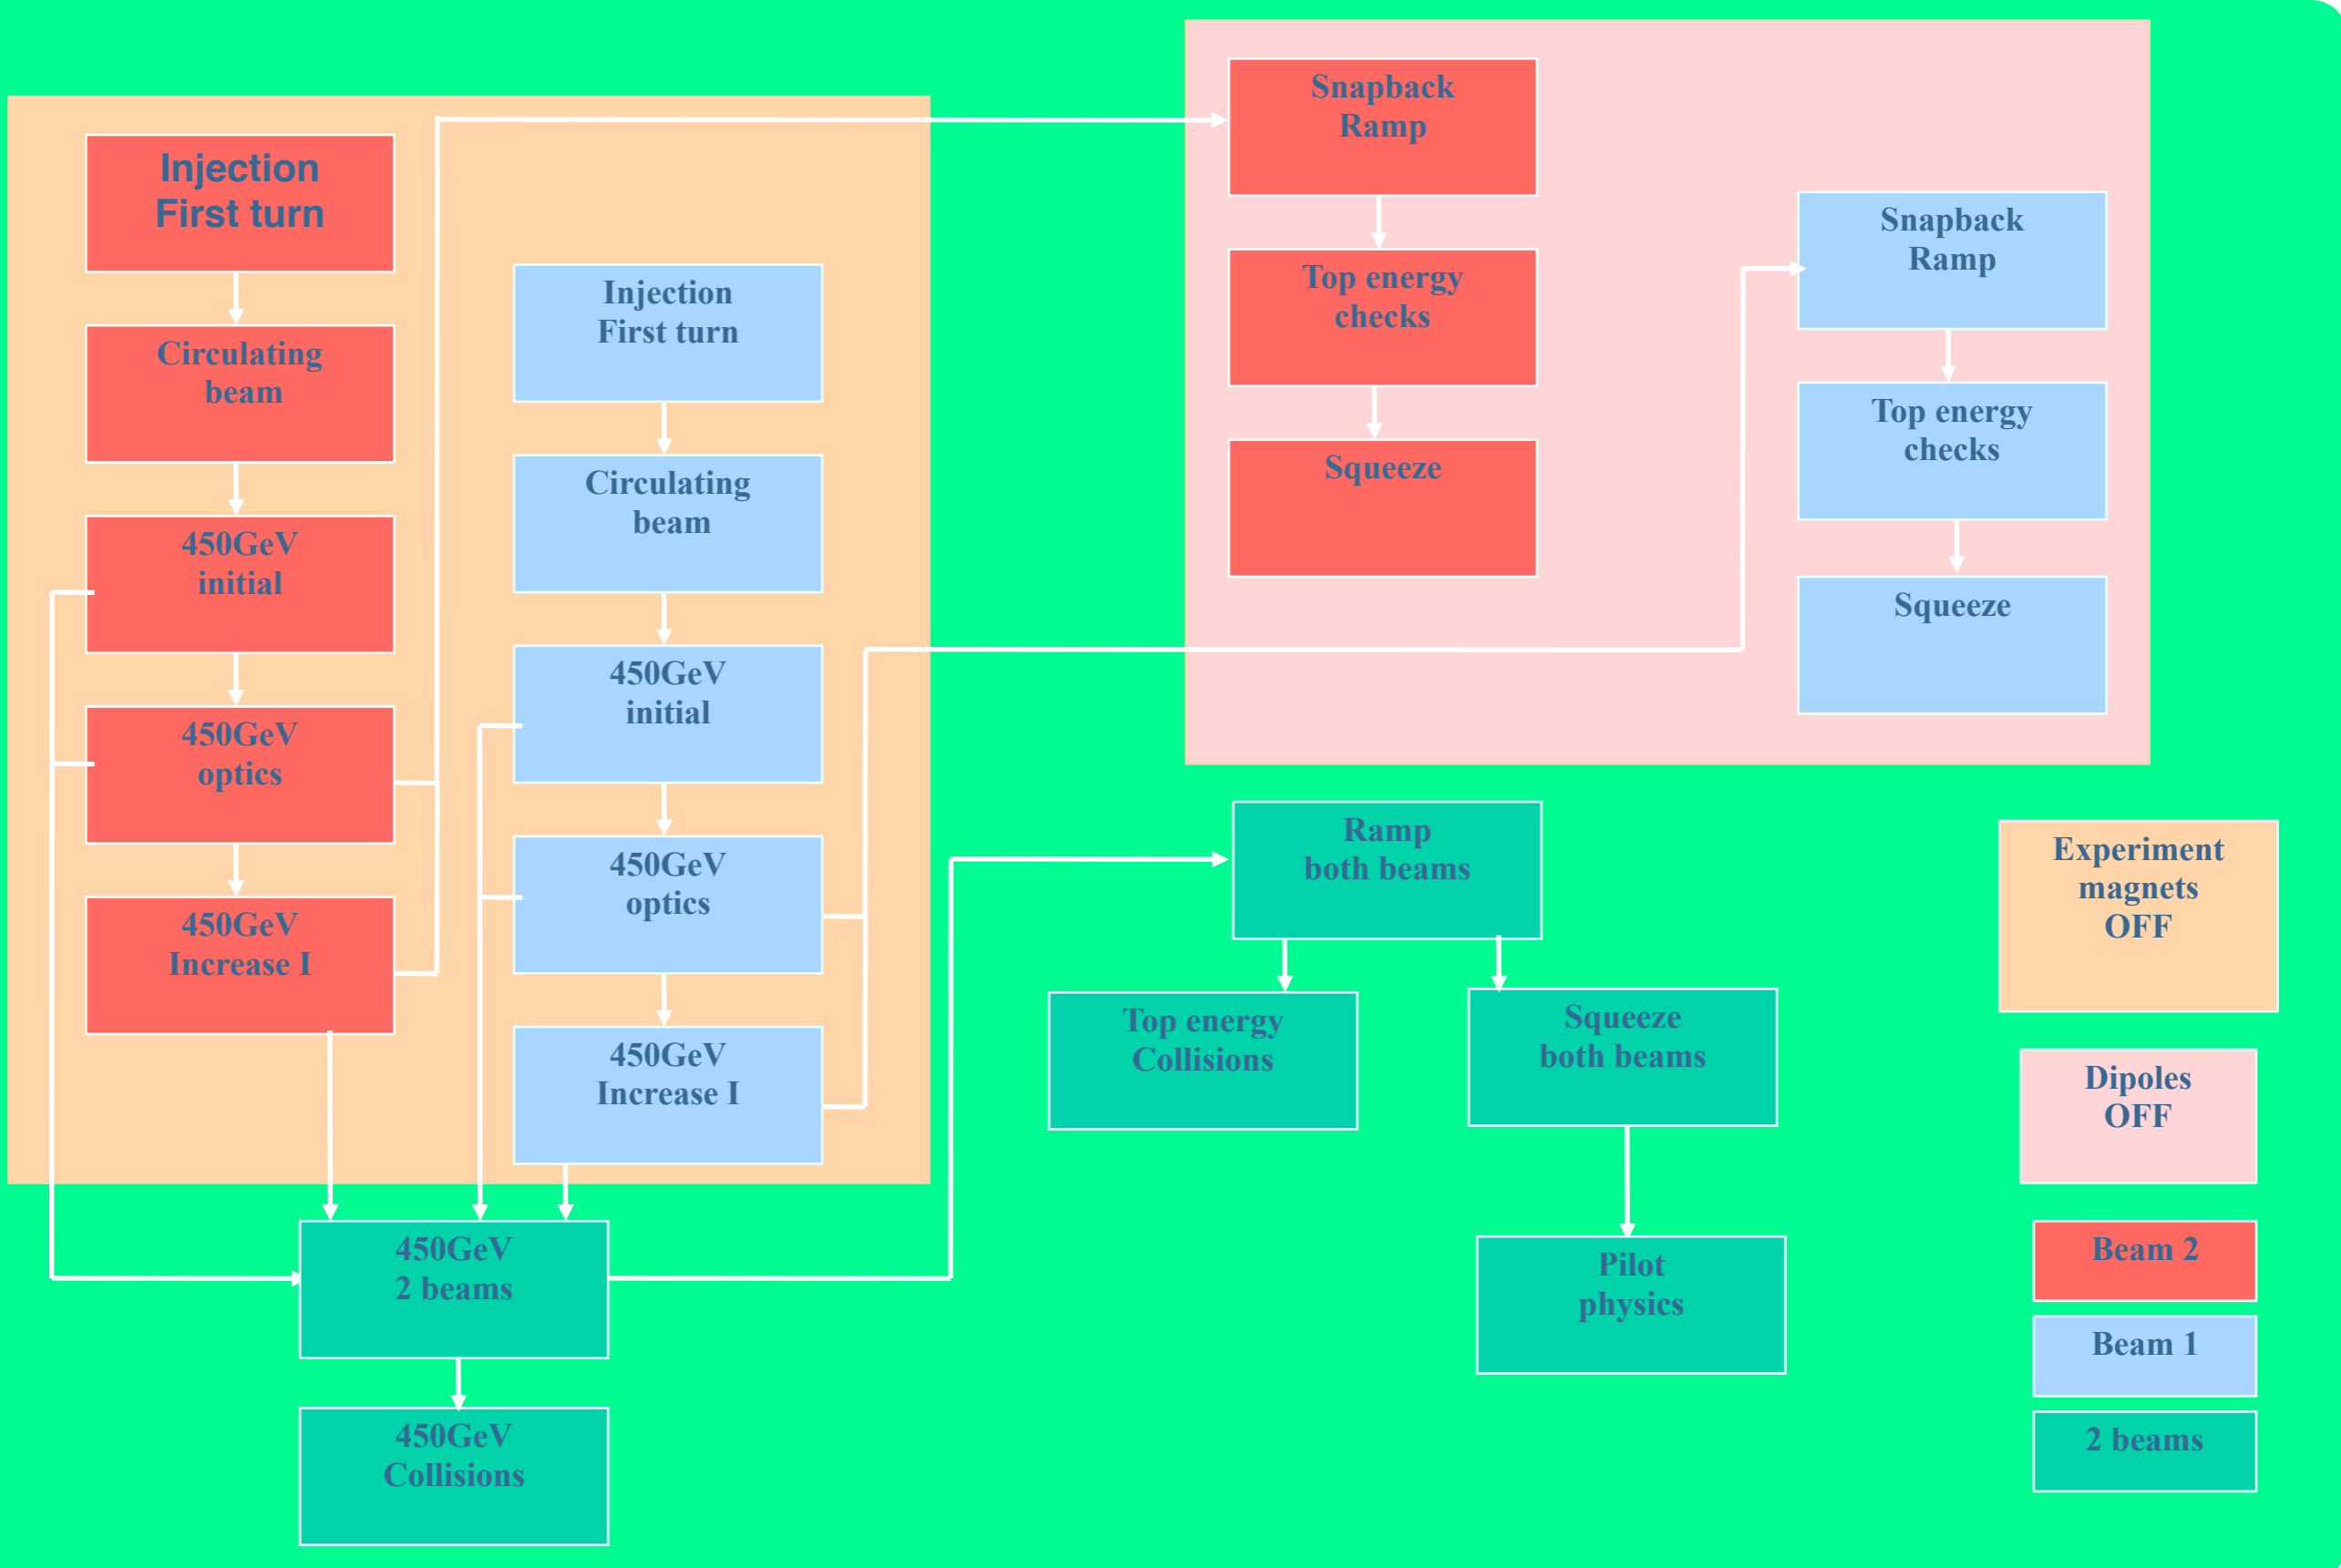 Injection
First turn
Circulating
beam
450GeV
initial
450GeV
optics
450GeV
Increase I
Injection
First turn
Circulating
beam
450GeV
initial
450GeV
optics
450GeV
Increase I
450GeV
2 beams
450GeV
Collisions
Snapback
Ramp
Top energy
checks
Squeeze
Snapback
Ramp
Top energy
checks
Squeeze
Ramp
both beams
Top energy
Collisions
Squeeze
both beams
Pilot
physics
Experiment
magnets
OFF
Dipoles
OFF
Beam 2
Beam 1
2 beams